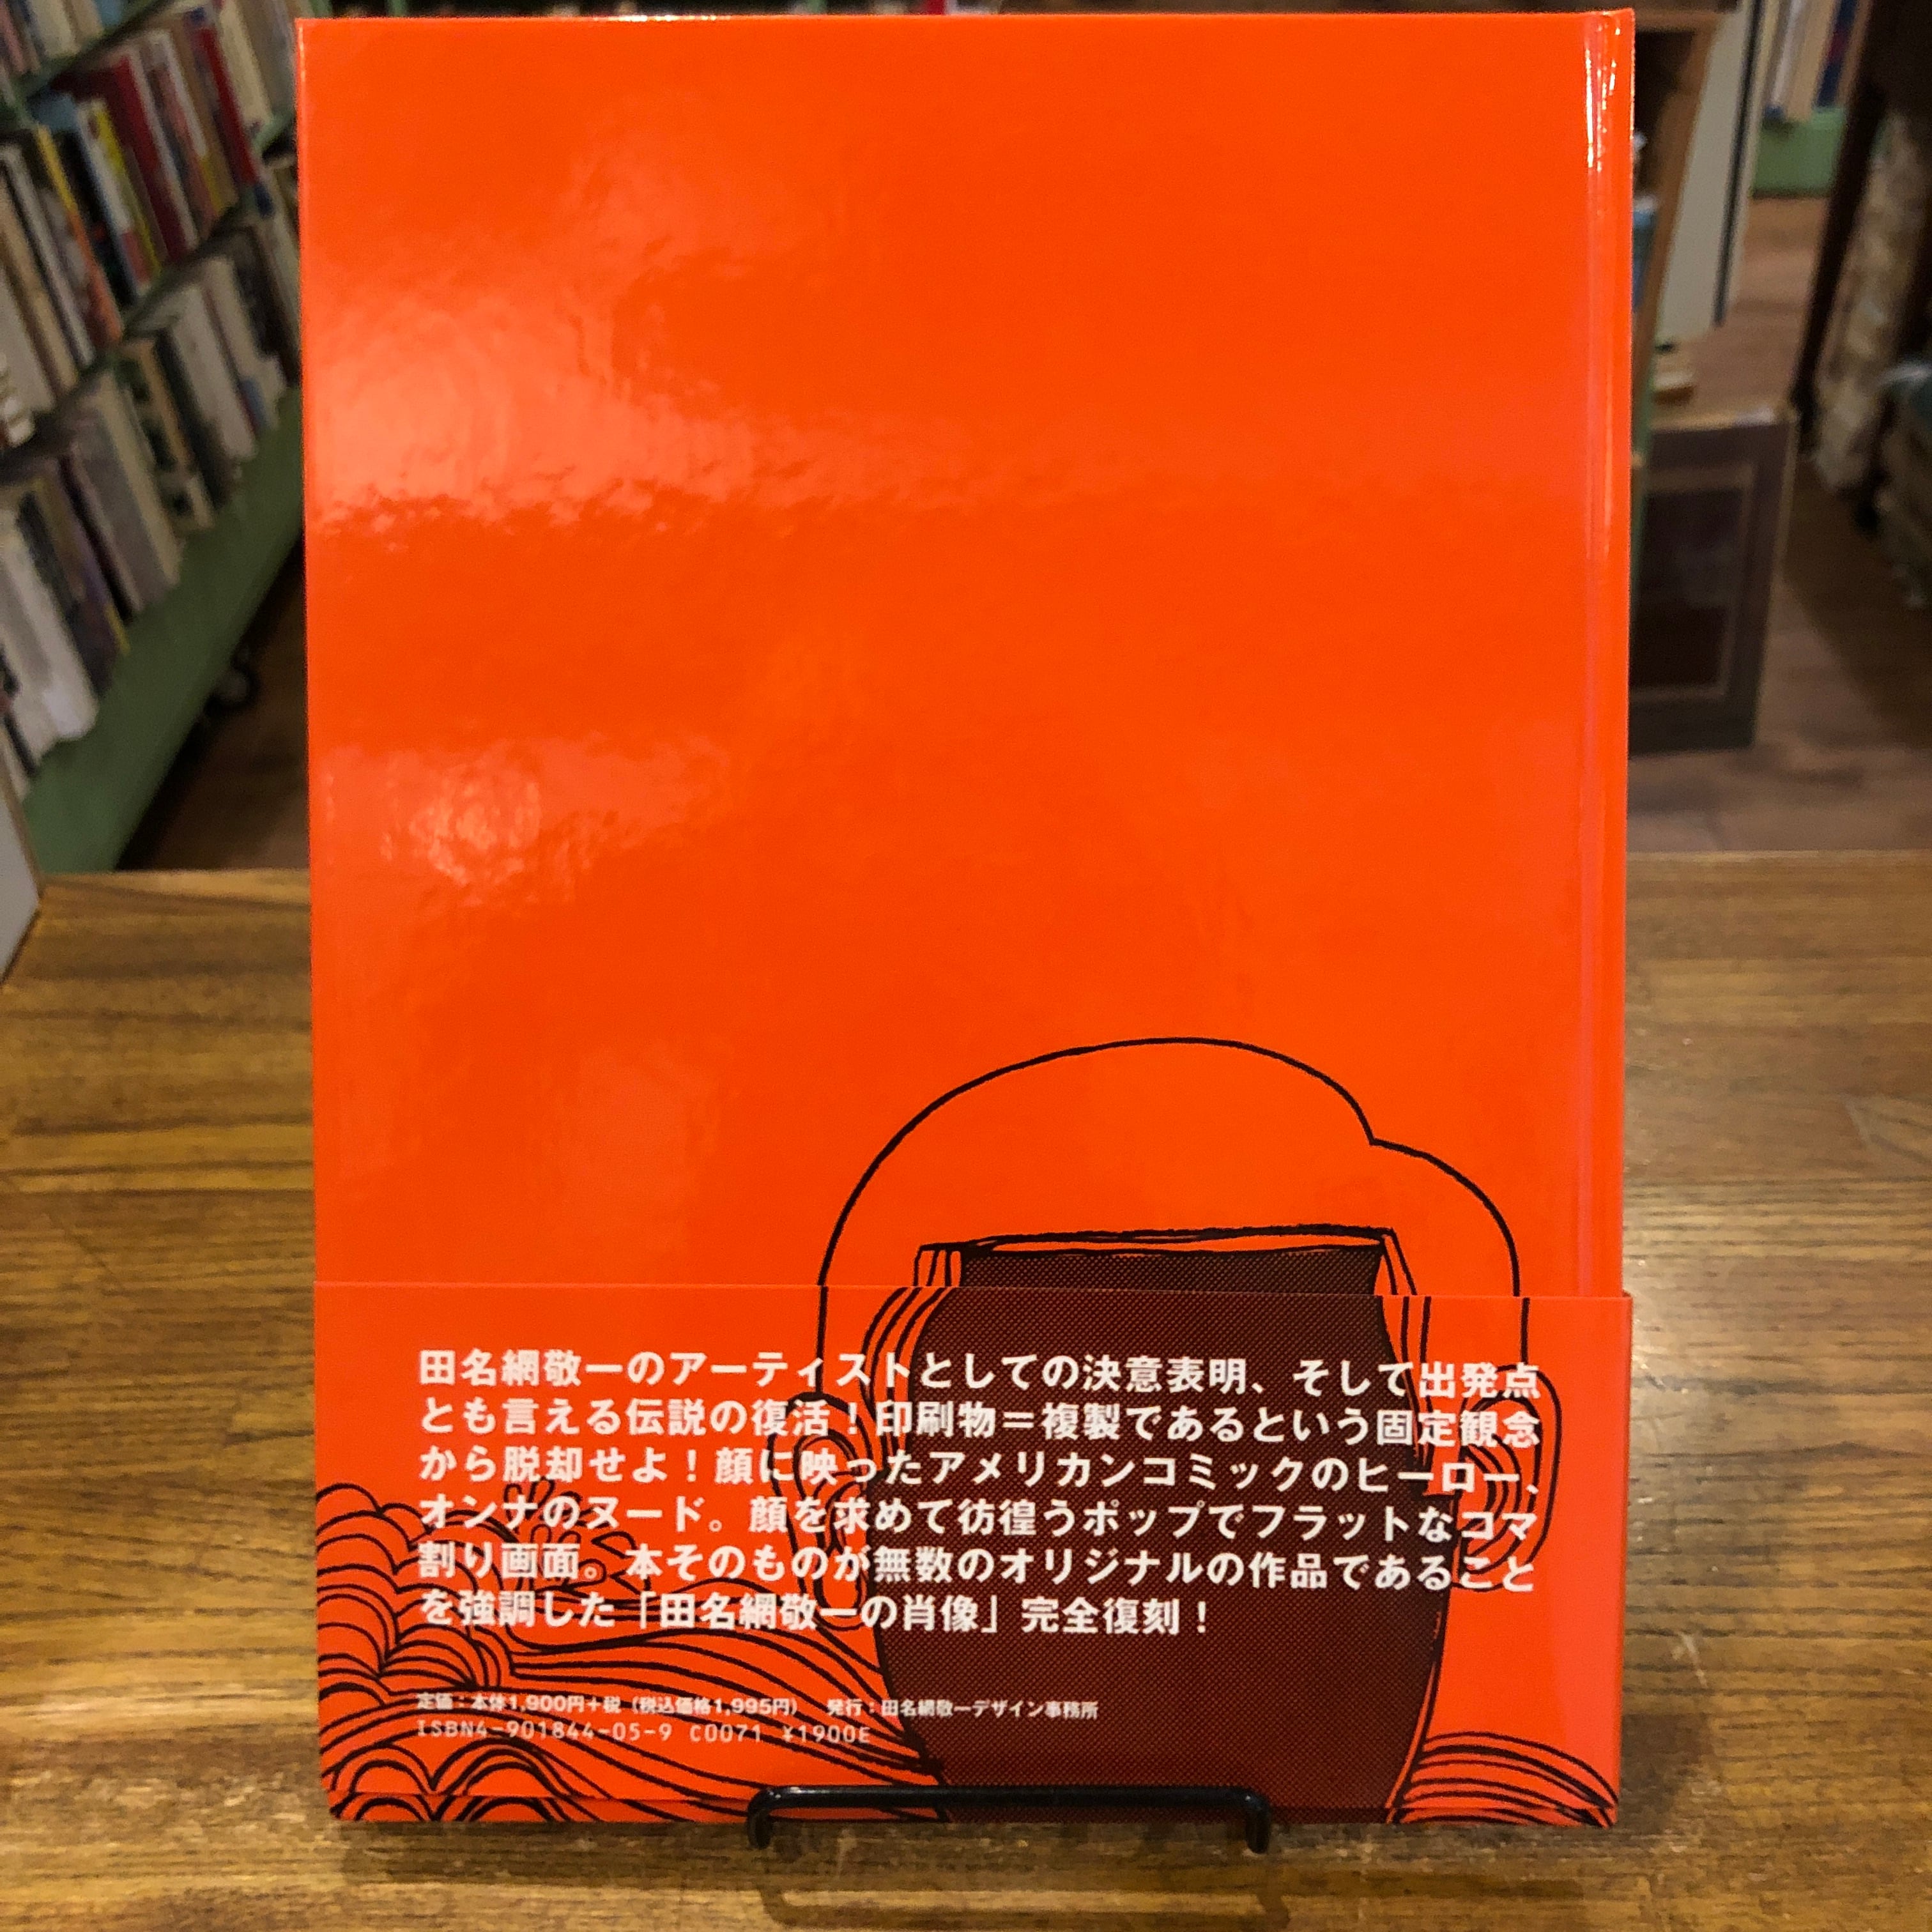 田名網敬一のアーティストとしての決意表明、そして出発点
とも言える伝説の復活！印刷物＝複製であるという固定観念
から脱却せよ！顔に映ったアメリカンコミックのヒーロー、
オンナのヌード。顔を求めて彷徨うポップでフラットなコマ
割り画面。本そのものが無数のオリジナルの作品であること
を強調した「田名網敬一の肖像」完全復刻！
定価：本体1,900円＋税（税込価格1,995円） 発行：田名網敬一デザイン事務所
ISBN4-901844-05-9 C0071 ¥1900E